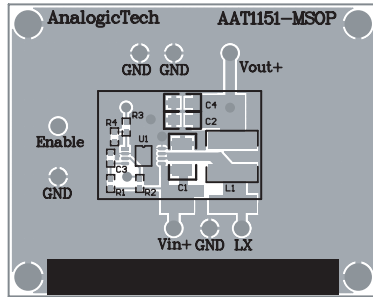 AnalogicTech AAT1151-MSOP
GND GND Vout+
C4
R3
R4 C2
Enable U1
C3
GND
R1 R2 C1 L1
Vin+ GND LX